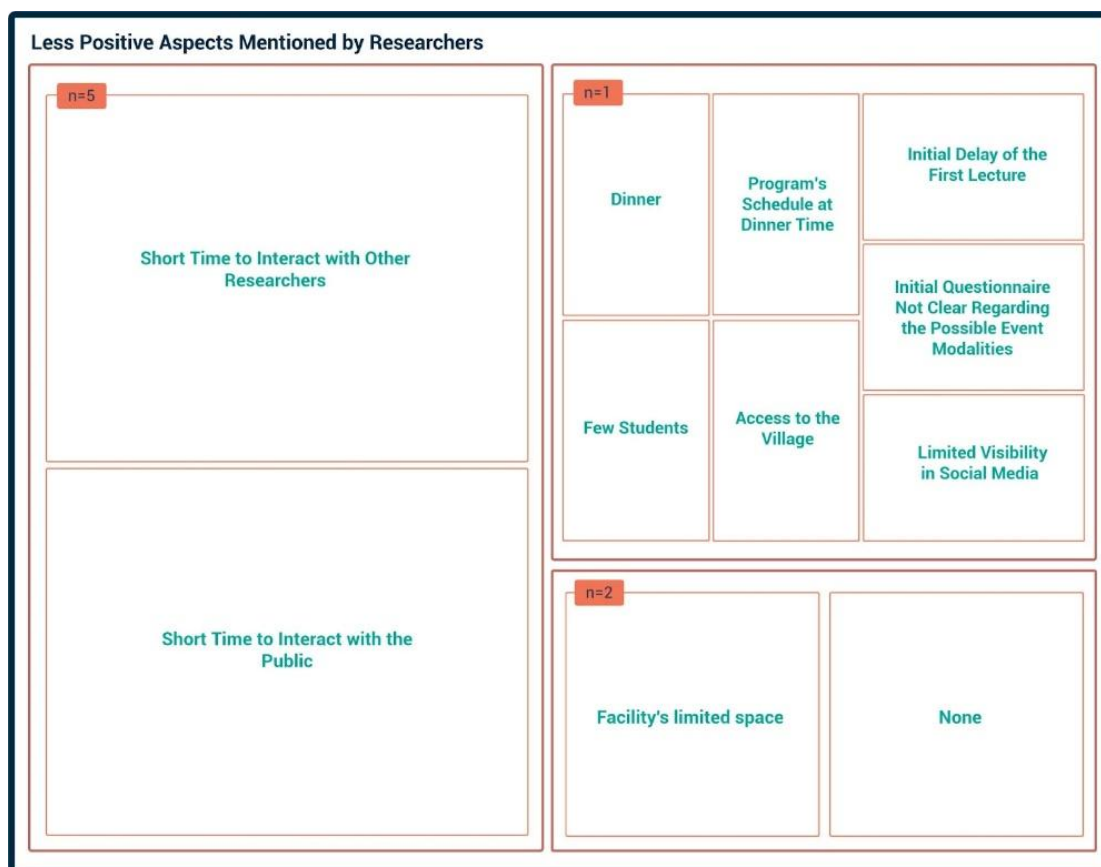 Less Positive Aspects Mentioned by Researchers
n=5
Short Time to Interact with Other
Researchers
Short Time to Interact with the
Public
n=1
Dinner
Program's
Schedule at
Dinner Time
Initial Delay of the
First Lecture
Initial Questionnaire
Not Clear Regarding
the Possible Event
Modalities
Few Students
Access to the
Village
Limited Visibility
in Social Media
n=2
Facility's limited space
None